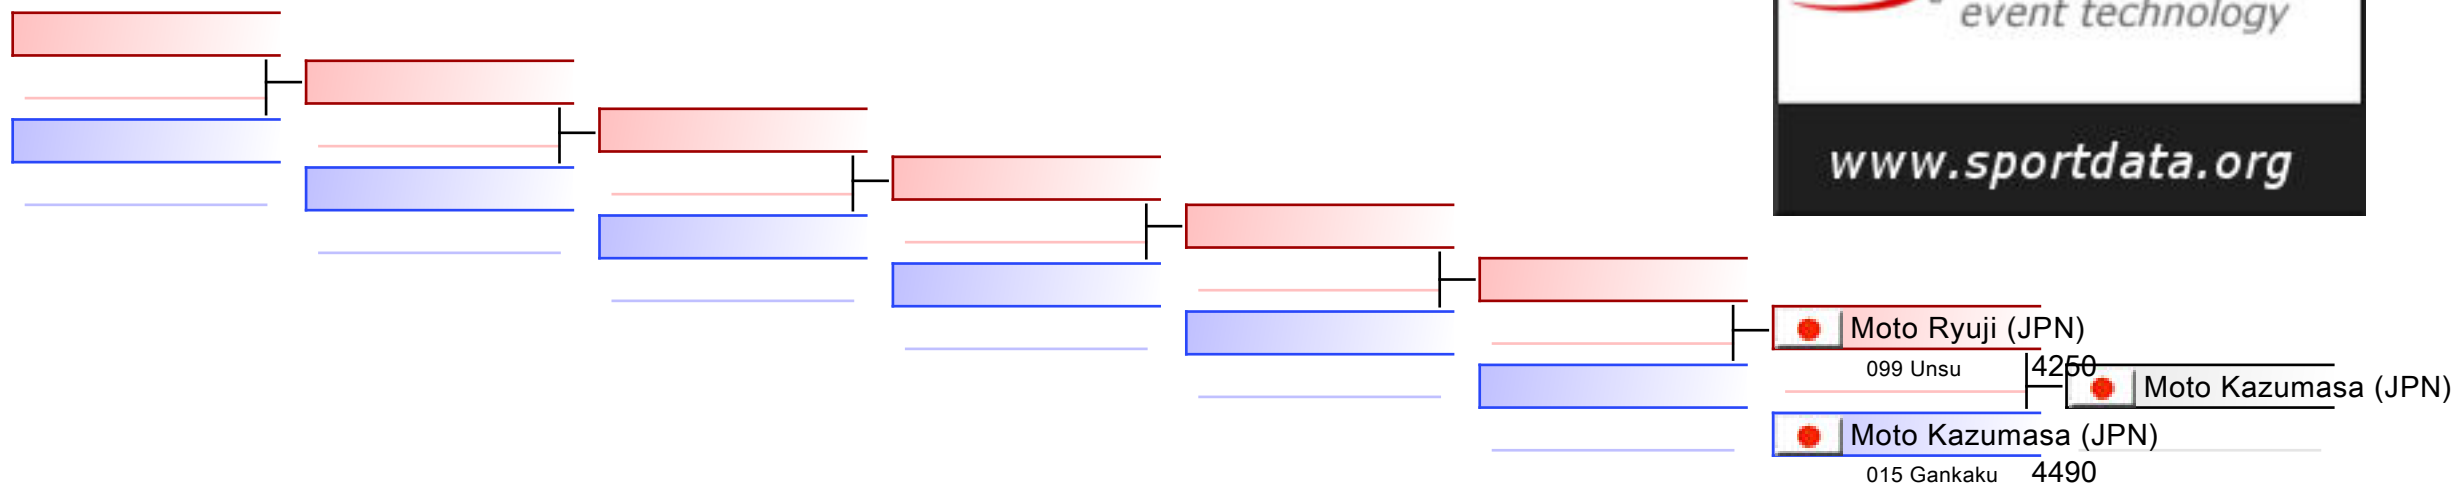 event technology
www.sportdata.org
Moto Ryuji (JPN)
099 Unsu 4250
Moto Kazumasa (JPN)
Moto Kazumasa (JPN)
015 Gankaku 4490